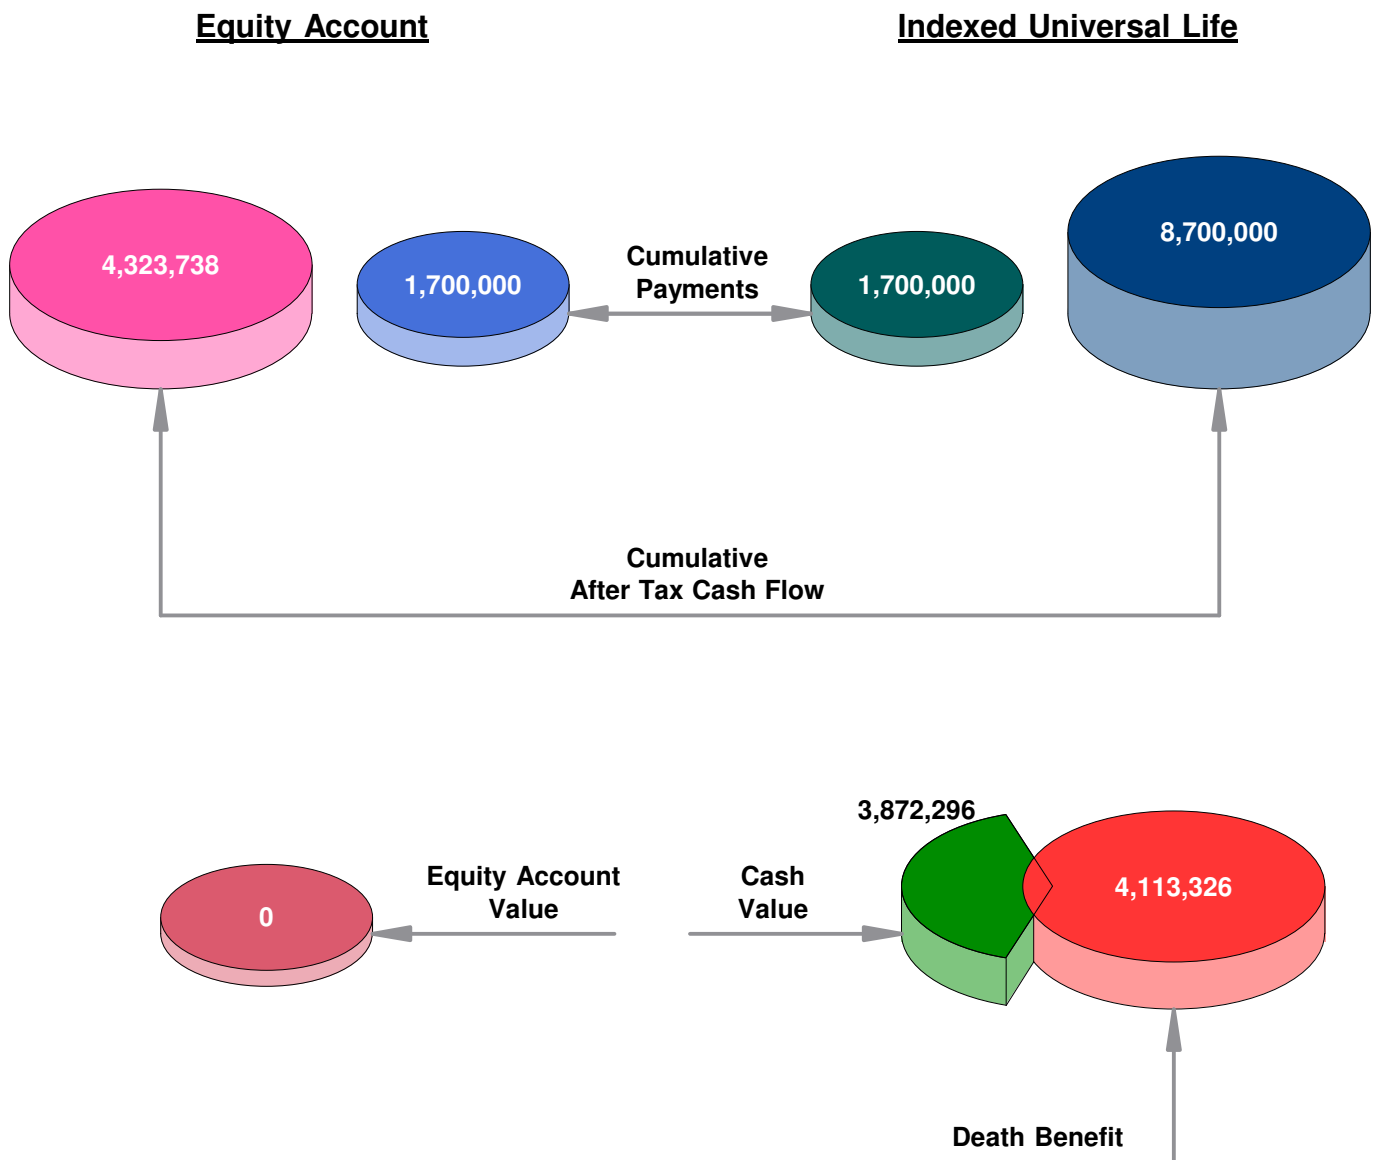 Equity Account
Indexed Universal Life
4,323,738
1,700,000
Cumulative
Payments
1,700,000
8,700,000
Cumulative
After Tax Cash Flow
0
Equity Account
Value
Cash
Value
3,872,296
4,113,326
Death Benefit